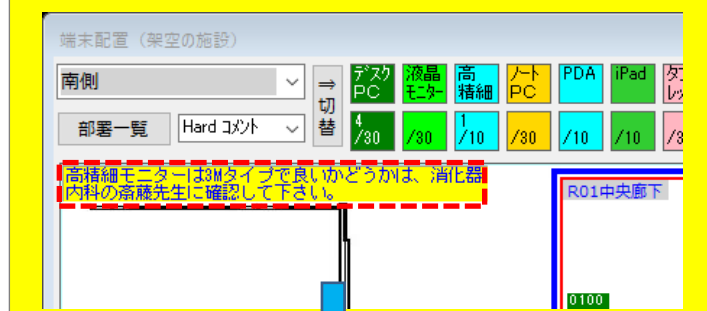 端末配置（架空の施設）
南側
⇒
切
替
デスク
PC
液晶
モニター
高
精細
ノート
PC
PDA
iPad
部署一覧
Hard コメント
4
/30
/30
1
/10
/30
/10
/10
高精細モニターは3Mタイプで良いかどうかは、消化器
内科の斎藤先生に確認して下さい。
R01中央廊下
0100